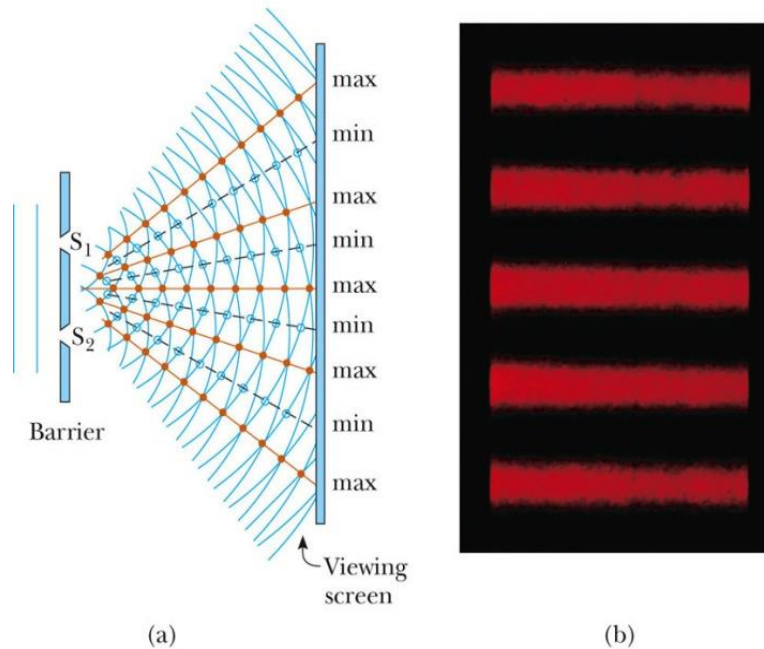 max
min
max
S1
min
max
S2
min
max
Barrier
min
max
Viewing
screen
(a)
(b)